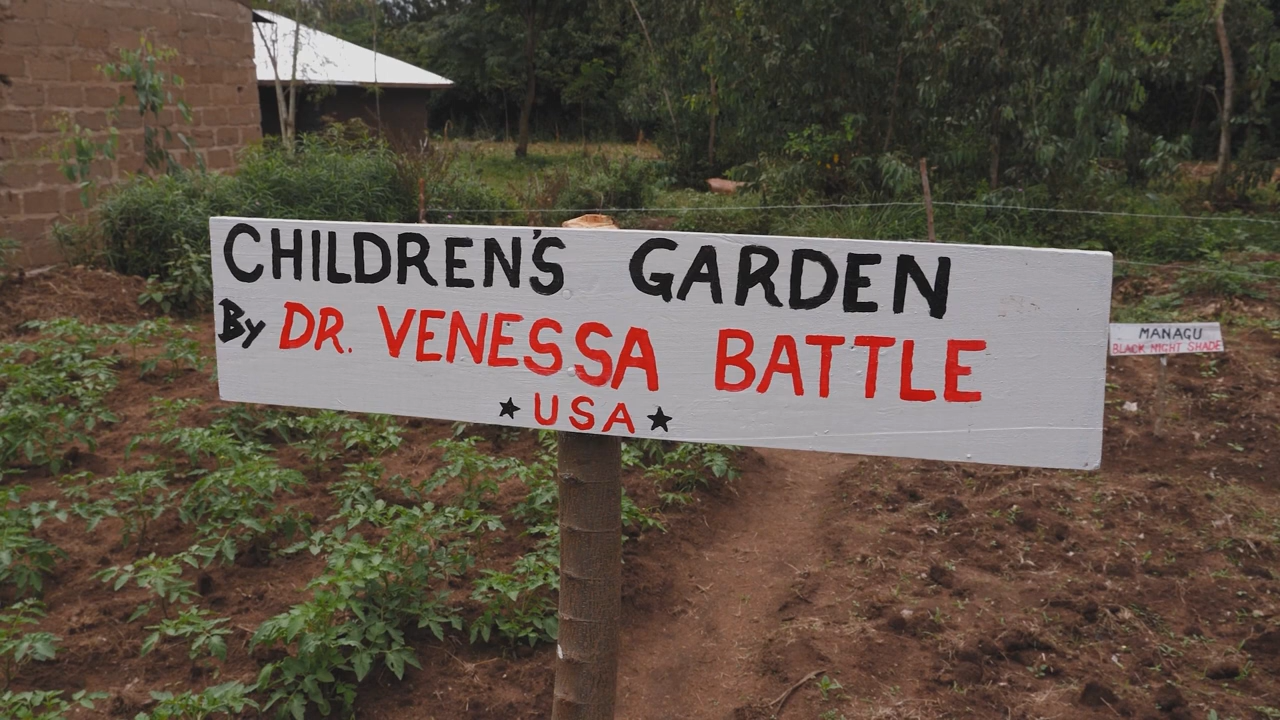 CHILDREN'S GARDEN
By DR. VENESSA BATTLE
★ USA ★
MANAGU
BLACK NIGHT SHADE